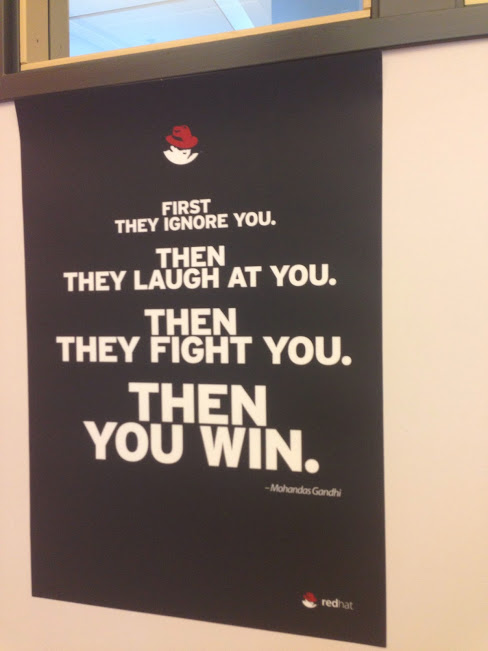 FIRST
THEY IGNORE YOU.
THEN
THEY LAUGH AT YOU.
THEN
THEY FIGHT YOU.
THEN
YOU WIN.
– Mohandas Gandhi
redhat